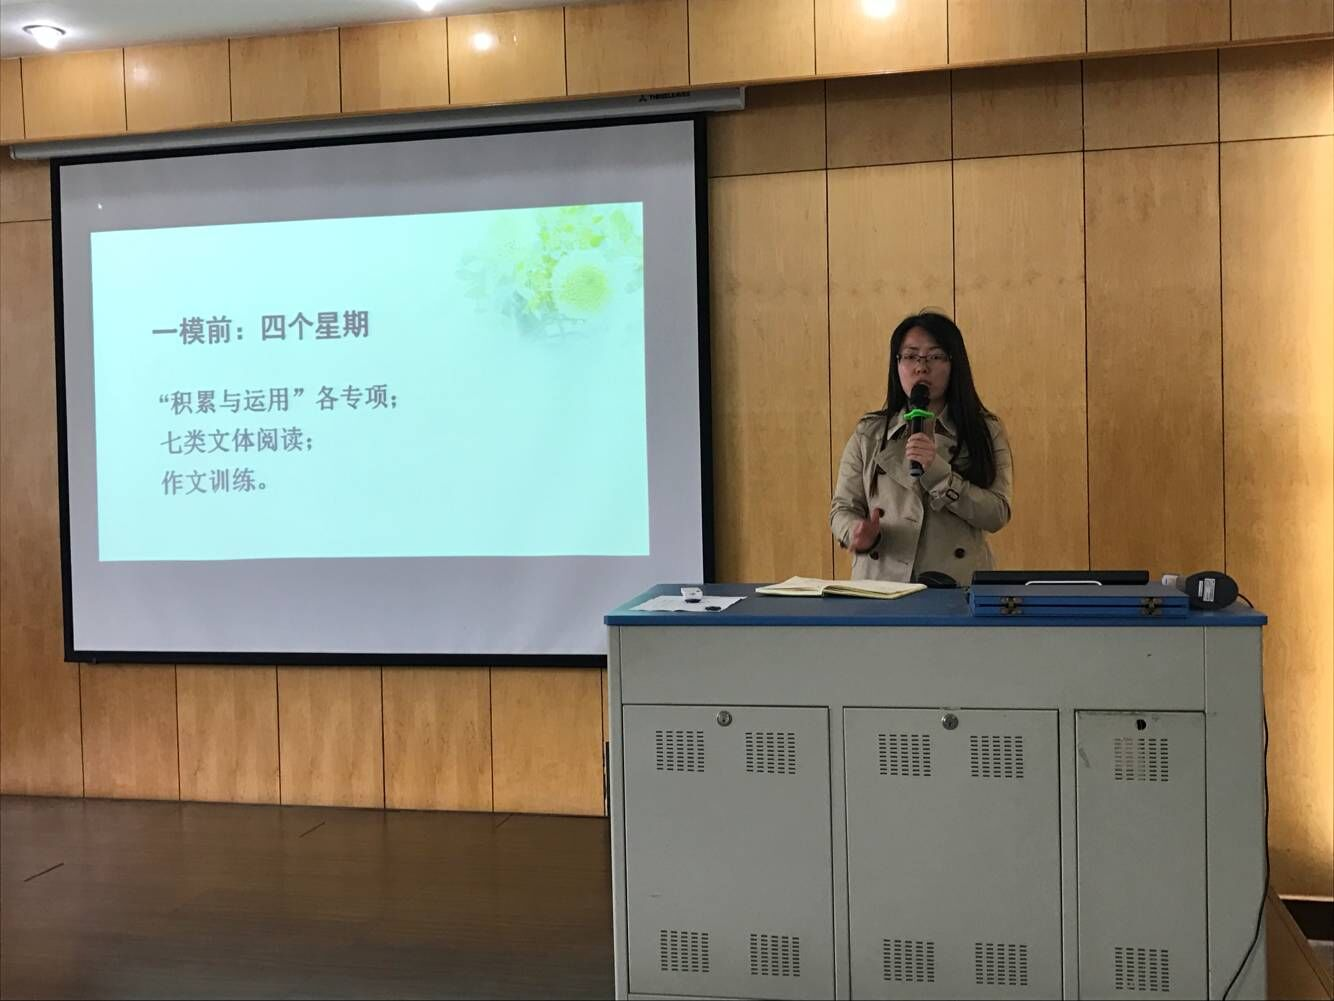 一模前：四个星期
“积累与运用”各专项；
七类文体阅读；
作文训练。